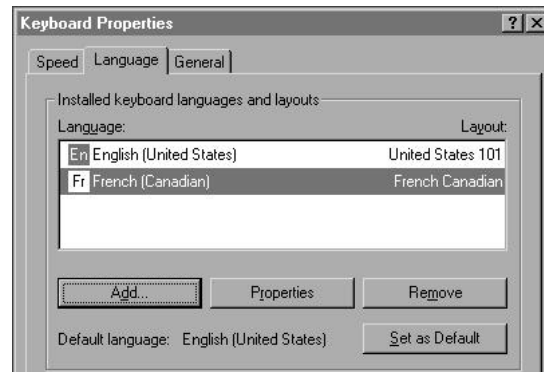 Keyboard Properties ? X
Speed Language General
Installed keyboard languages and layouts
Language: Layout:
En English (United States) United States 101
Fr French (Canadian) French Canadian
Add... Properties Remove
Default language: English (United States) Set as Default